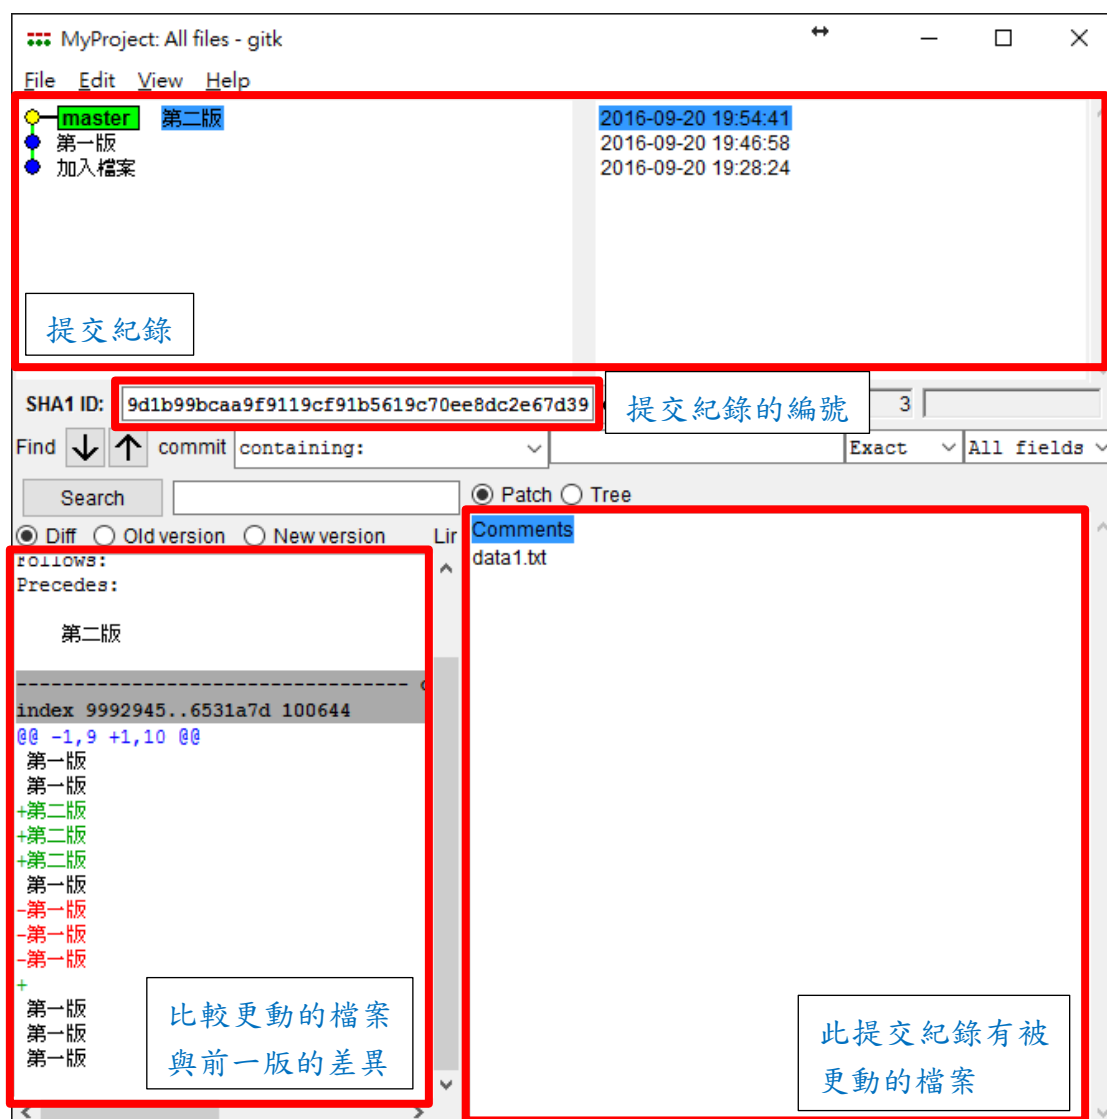 MyProject: All files - gitk
File Edit View Help
master 第二版 2016-09-20 19:54:41
第一版 2016-09-20 19:46:58
加入檔案 2016-09-20 19:28:24
提交紀錄
SHA1 ID: 9d1b99bcaa9f9119cf91b5619c70ee8dc2e67d39 提交紀錄的編號 3
Find commit containing: Exact All fields
Search Patch Tree
Diff Old version New version Lin
Comments
data1.txt
Follows:
Precedes:
第二版
----------------------------------
index 9992945..6531a7d 100644
@@ -1,9 +1,10 @@
第一版
第一版
+第二版
+第二版
+第二版
第一版
-第一版
-第一版
-第一版
+
第一版
第一版
第一版
比較更動的檔案
與前一版的差異
此提交紀錄有被
更動的檔案